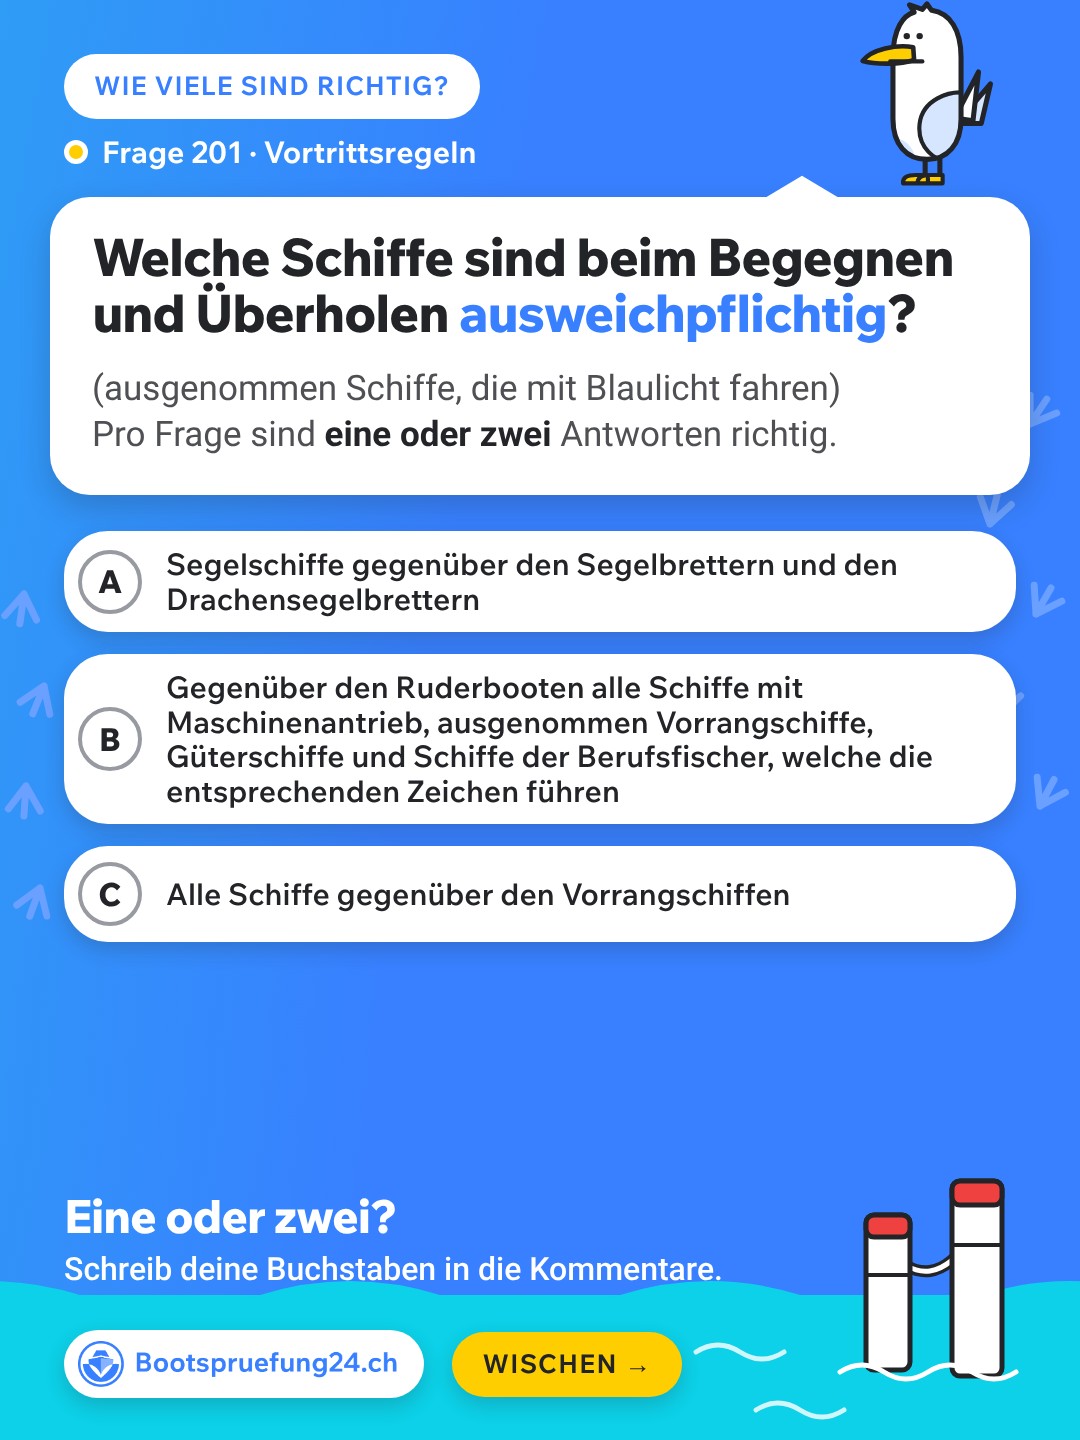 WIE VIELE SIND RICHTIG?
Frage 201 · Vortrittsregeln
Welche Schiffe sind beim Begegnen
und Überholen ausweichpflichtig?
(ausgenommen Schiffe, die mit Blaulicht fahren)
Pro Frage sind eine oder zwei Antworten richtig.
A Segelschiffe gegenüber den Segelbrettern und den
Drachensegelbrettern
B Gegenüber den Ruderbooten alle Schiffe mit
Maschinenantrieb, ausgenommen Vorrangschiffe,
Güterschiffe und Schiffe der Berufsfischer, welche die
entsprechenden Zeichen führen
C Alle Schiffe gegenüber den Vorrangschiffen
Eine oder zwei?
Schreib deine Buchstaben in die Kommentare.
Bootspruefung24.ch
WISCHEN →